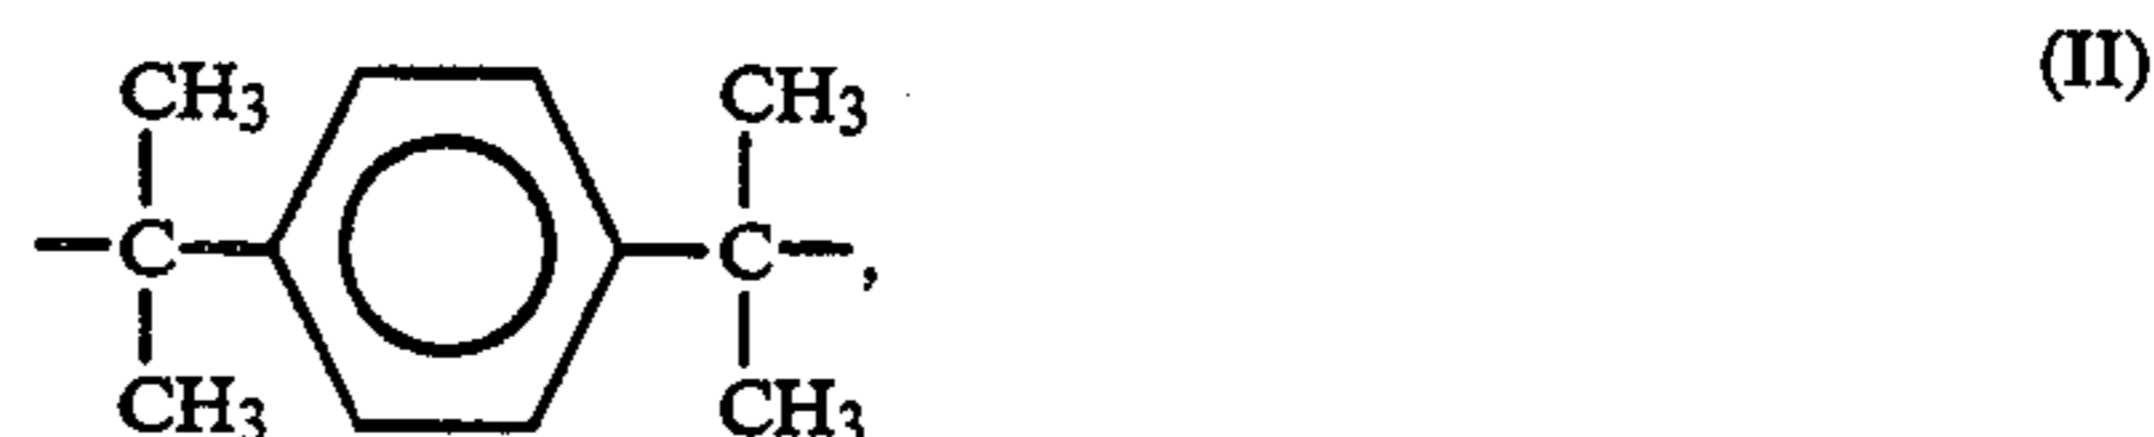 (II)
CH₃ CH₃
—C— —C—,
CH₃ CH₃